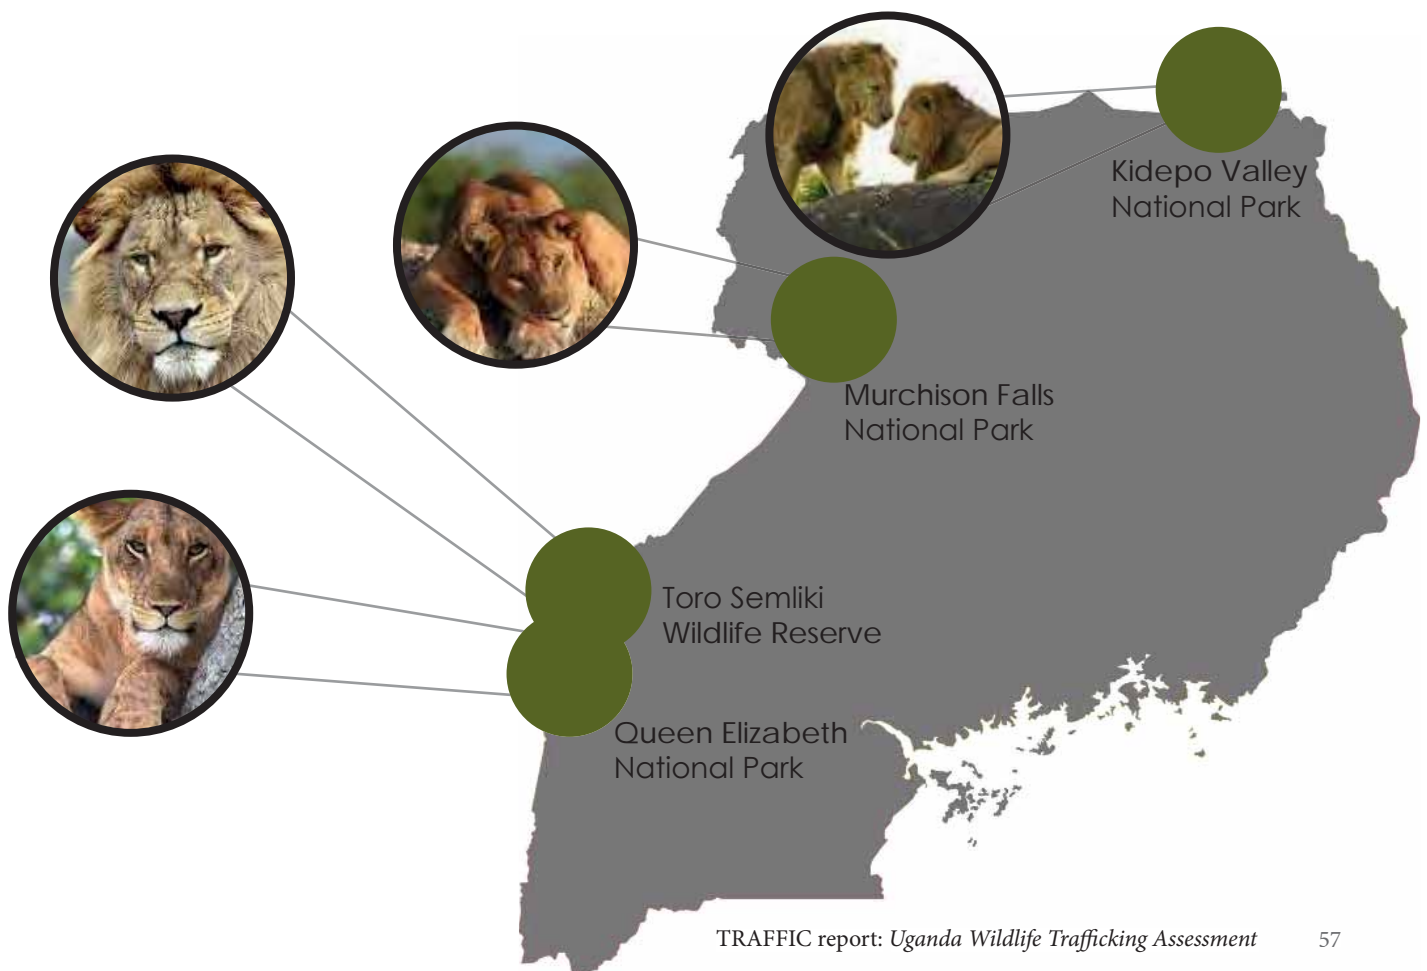 Kidepo Valley
National Park
Murchison Falls
National Park
Toro Semliki
Wildlife Reserve
Queen Elizabeth
National Park
TRAFFIC report: Uganda Wildlife Trafficking Assessment 57